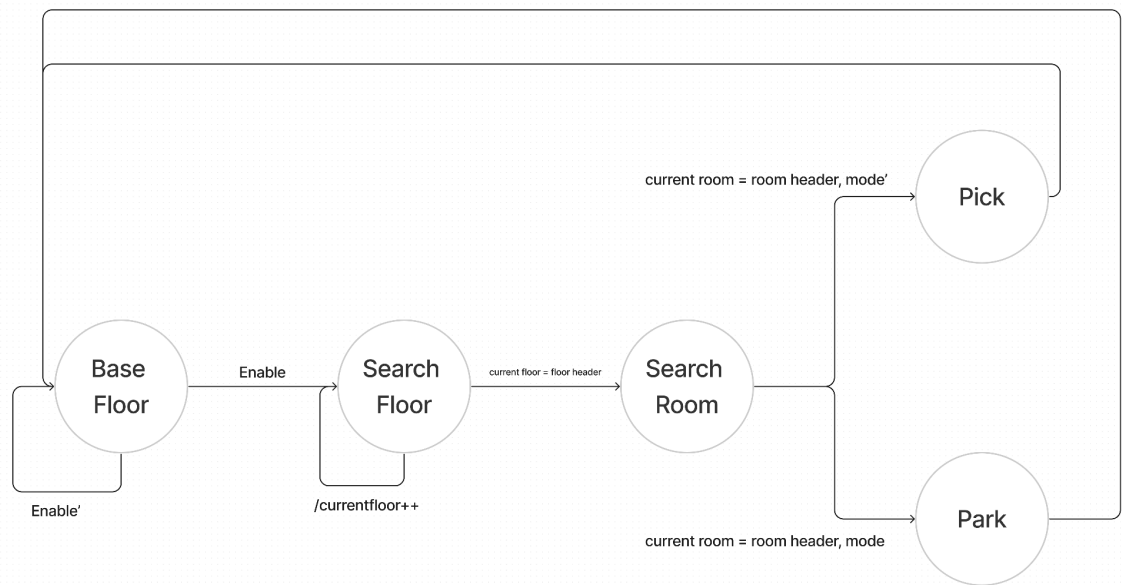 current room = room header, mode’
Pick
Base
Floor
Enable
Search
Floor
current floor = floor header
Search
Room
Enable’
/currentfloor++
current room = room header, mode
Park